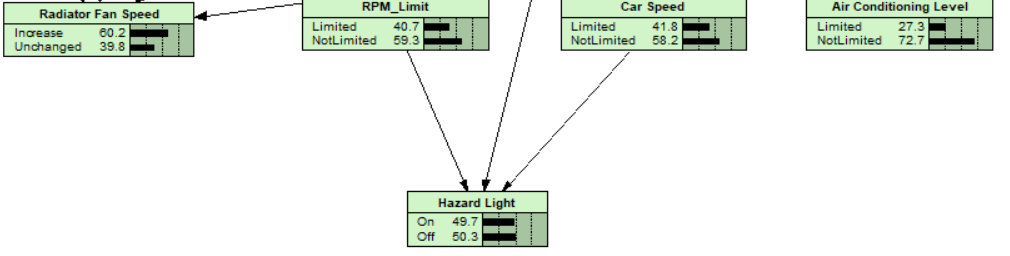 Radiator Fan Speed
Increase 60.2
Unchanged 39.8
RPM_Limit
Limited 40.7
NotLimited 59.3
Car Speed
Limited 41.8
NotLimited 58.2
Air Conditioning Level
Limited 27.3
NotLimited 72.7
Hazard Light
On 49.7
Off 50.3